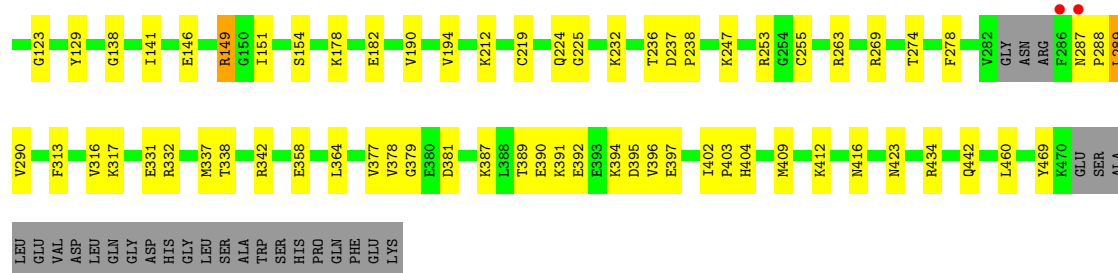 G123 Y129 G138 I141 E146 R149 G150 I151 S154 K178 E182 V190 V194 K212 C219 Q224 G225 K232 T236 D237 P238 K247 R253 G254 C255 R263 R269 T274 F278 V282 GLY ASN ARG F286 N287 P288 L289
V290 F313 V316 K317 E331 R332 M337 T338 R342 E358 L364 V377 V378 G379 E380 D381 K387 L388 T389 E390 K391 E392 E393 K394 D395 V396 E397 I402 P403 H404 M409 K412 N416 N423 R434 Q442 L460 Y469 K470 GLU SER ALA
LEU GLU VAL ASP LEU GLN GLY ASP HIS GLY LEU SER ALA TRP SER HIS PRO GLN PHE GLU LYS